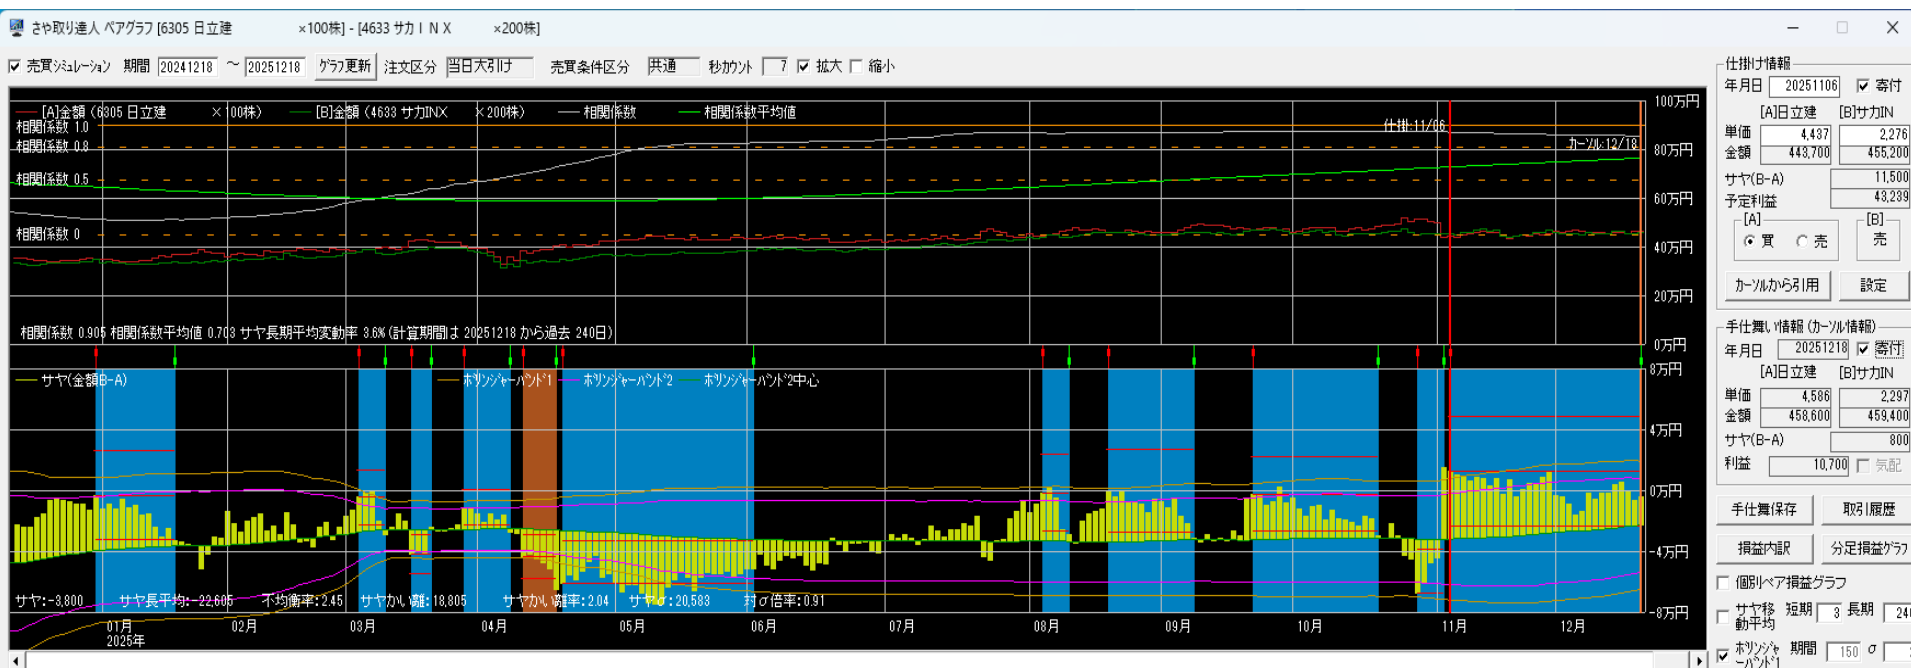 さや取り達人 ペアグラフ [6305 日立建 ×100株] - [4633 サカＩＮＸ ×200株]
売買ｼﾐｭﾚｰｼｮﾝ 期間 20241218 ～ 20251218 ｸﾞﾗﾌ更新 注文区分 当日大引け 売買条件区分 共通 秒ｶｳﾝﾄ 7 拡大 縮小
[A]金額 (6305 日立建 ×100株) [B]金額 (4633 サカINX ×200株) 相関係数 相関係数平均値
相関係数 1.0
相関係数 0.8
相関係数 0.5
相関係数 0
仕掛:11/06
ｶｰｿﾙ:12/18
100万円
80万円
60万円
40万円
20万円
0万円
相関係数 0.905 相関係数平均値 0.703 サヤ長期平均変動率 3.6% (計算期間は 20251218 から過去 240日)
サヤ(金額B-A) ﾎﾞﾘﾝｼﾞｬｰﾊﾞﾝﾄﾞ1 ﾎﾞﾘﾝｼﾞｬｰﾊﾞﾝﾄﾞ2 ﾎﾞﾘﾝｼﾞｬｰﾊﾞﾝﾄﾞ2中心
8万円
4万円
0万円
-4万円
-8万円
サヤ:-3,800 サヤ長平均:-22,605 不均衡率:2.45 サヤかい離:18,805 サヤかい離率:2.04 サヤσ:20,583 対σ倍率:0.91
01月 02月 03月 04月 05月 06月 07月 08月 09月 10月 11月 12月
2025年
仕掛け情報
年月日 20251106 寄付
[A]日立建 [B]サカIN
単価 4,437 2,276
金額 443,700 455,200
サヤ(B-A) 11,500
予定利益 43,239
[A] [B]
買 売 売
ｶｰｿﾙから引用 設定
手仕舞い情報 (ｶｰｿﾙ情報)
年月日 20251218 寄付
[A]日立建 [B]サカIN
単価 4,586 2,297
金額 458,600 459,400
サヤ(B-A) 800
利益 10,700 気配
手仕舞保存 取引履歴
損益内訳 分足損益ｸﾞﾗﾌ
個別ペア損益グラフ
サヤ移動平均 短期 3 長期 240
ﾎﾞﾘﾝｼﾞｬｰﾊﾞﾝﾄﾞ1 期間 150 σ